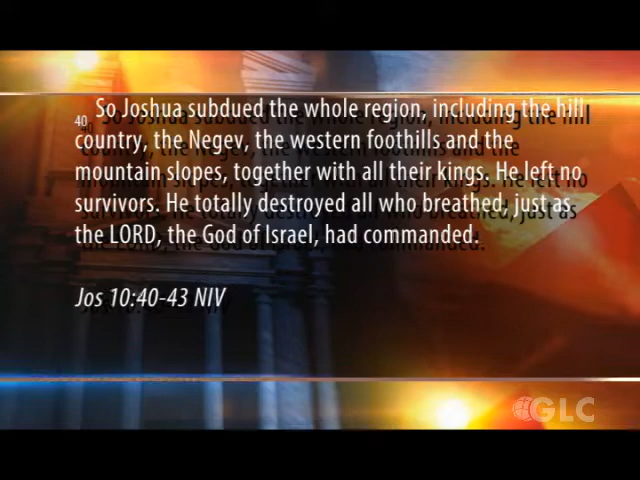 40 So Joshua subdued the whole region, including the hill
country, the Negev, the western foothills and the
mountain slopes, together with all their kings. He left no
survivors. He totally destroyed all who breathed, just as
the LORD, the God of Israel, had commanded.
Jos 10:40-43 NIV
GLC